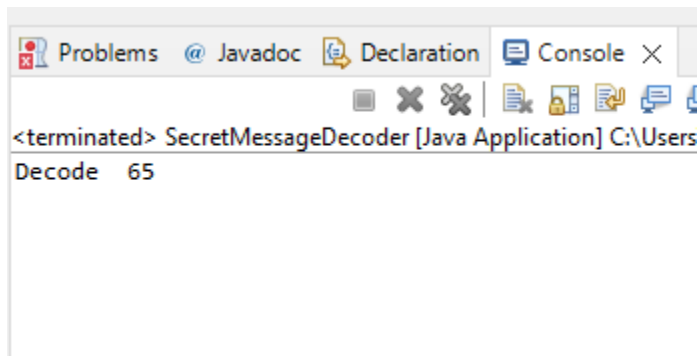 Problems @ Javadoc Declaration Console
<terminated> SecretMessageDecoder [Java Application] C:\Users
Decode  65